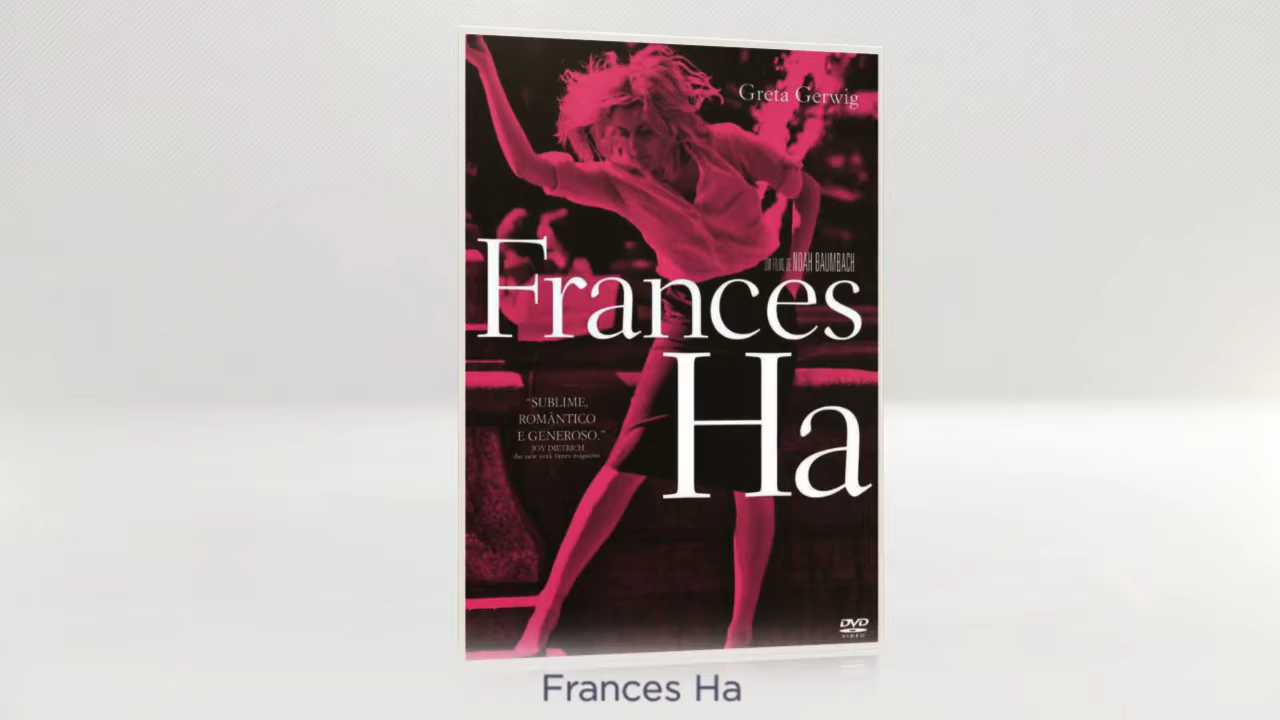 Greta Gerwig
UM FILME DE NOAH BAUMBACH
Frances
Ha
"SUBLIME,
ROMÂNTICO
E GENEROSO."
JOY DIETRICH
the new york times magazine
DVD
VIDEO
Frances Ha